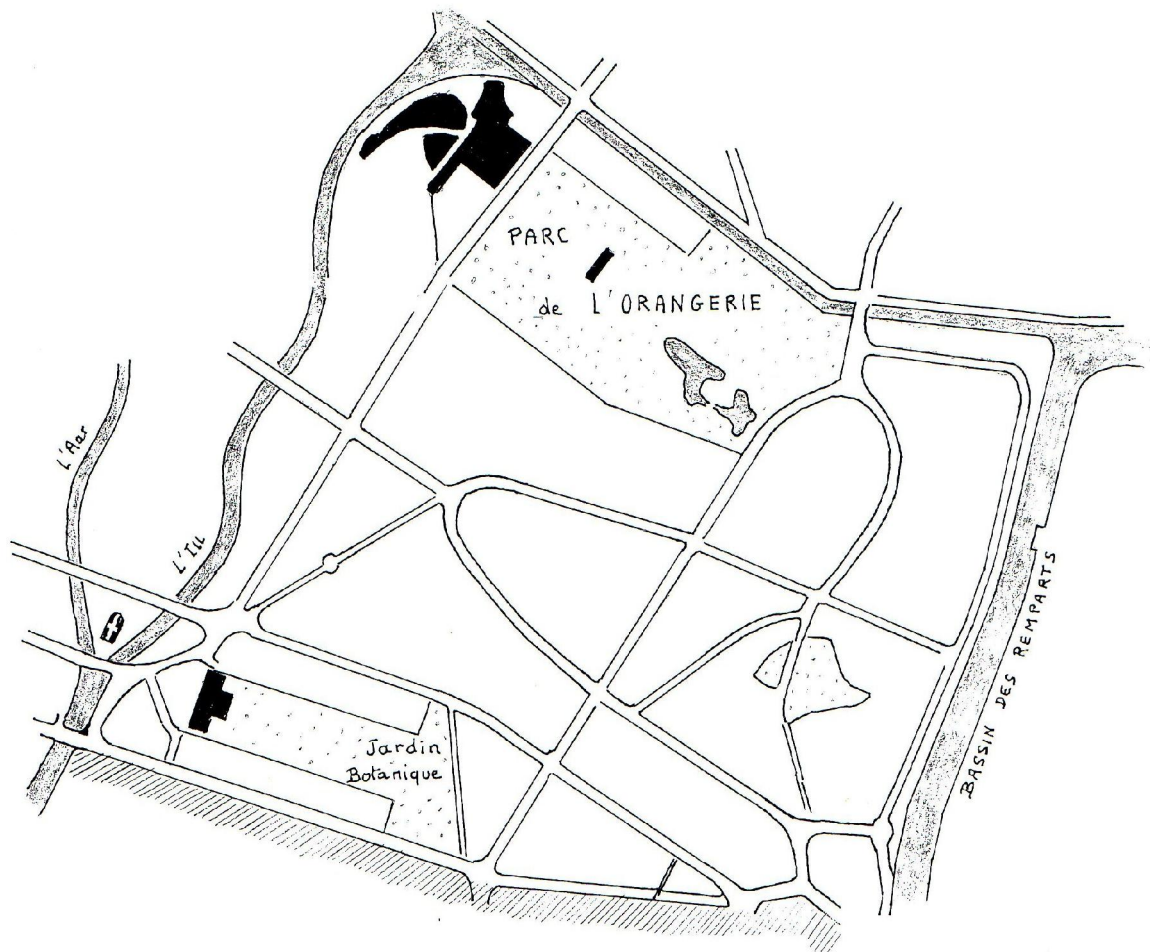 PARC
de L'ORANGERIE
L'Aar
L'Ill
BASSIN DES REMPARTS
Jardin
Botanique